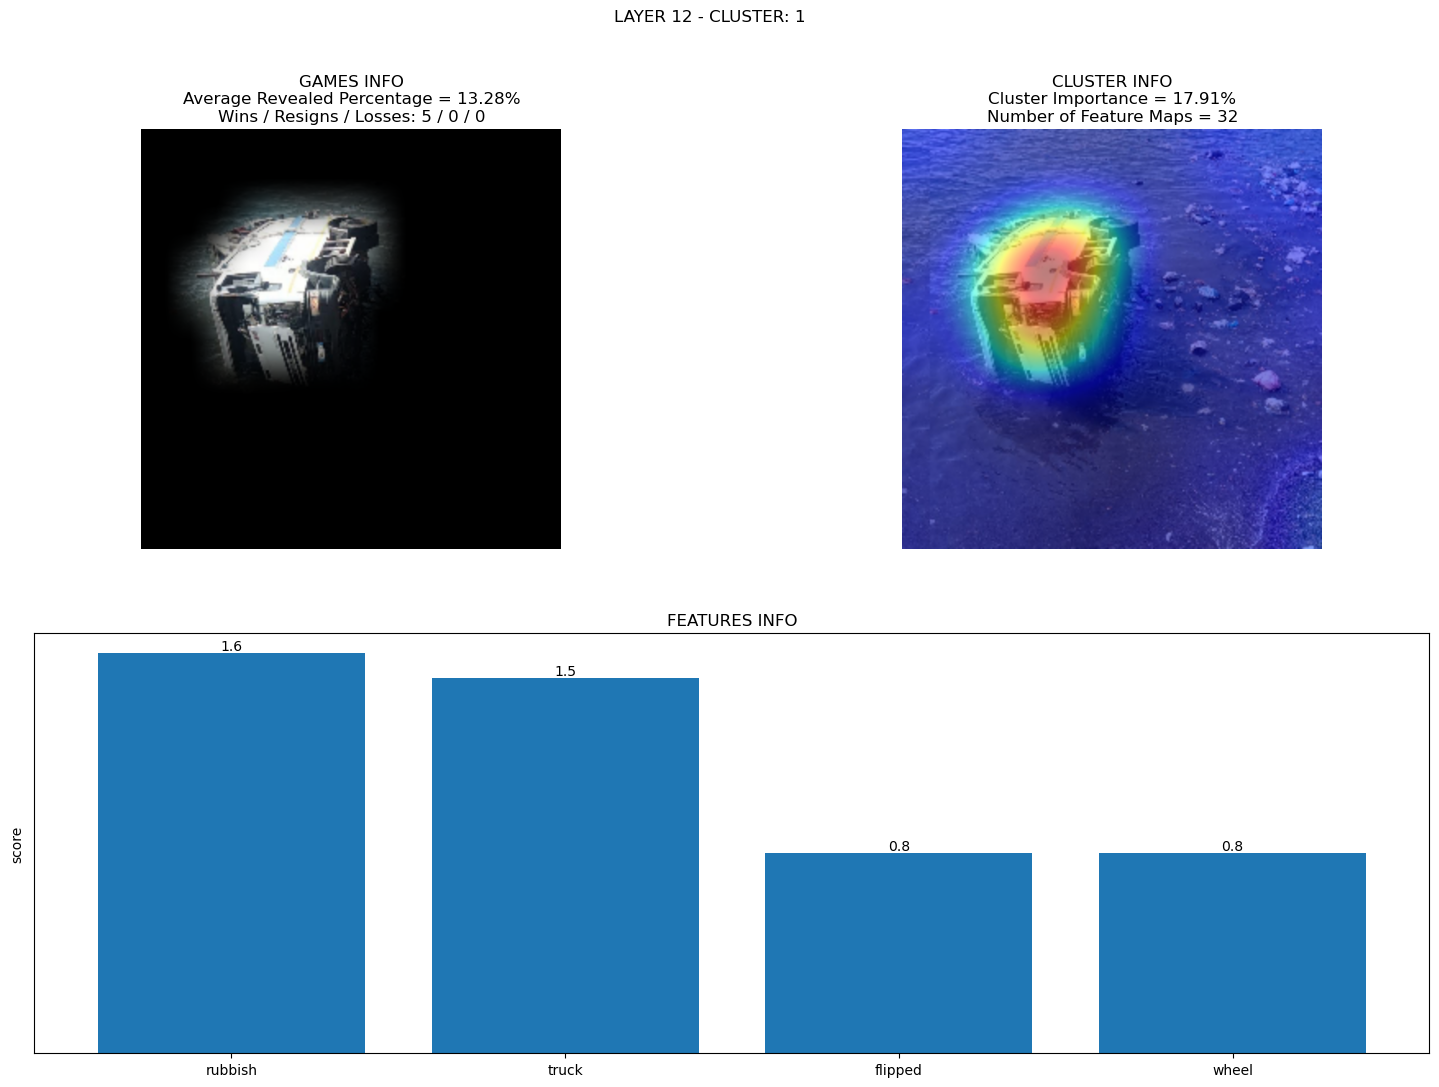 LAYER 12 - CLUSTER: 1
GAMES INFO
Average Revealed Percentage = 13.28%
Wins / Resigns / Losses: 5 / 0 / 0
CLUSTER INFO
Cluster Importance = 17.91%
Number of Feature Maps = 32
FEATURES INFO
score
1.6
1.5
0.8
0.8
rubbish
truck
flipped
wheel